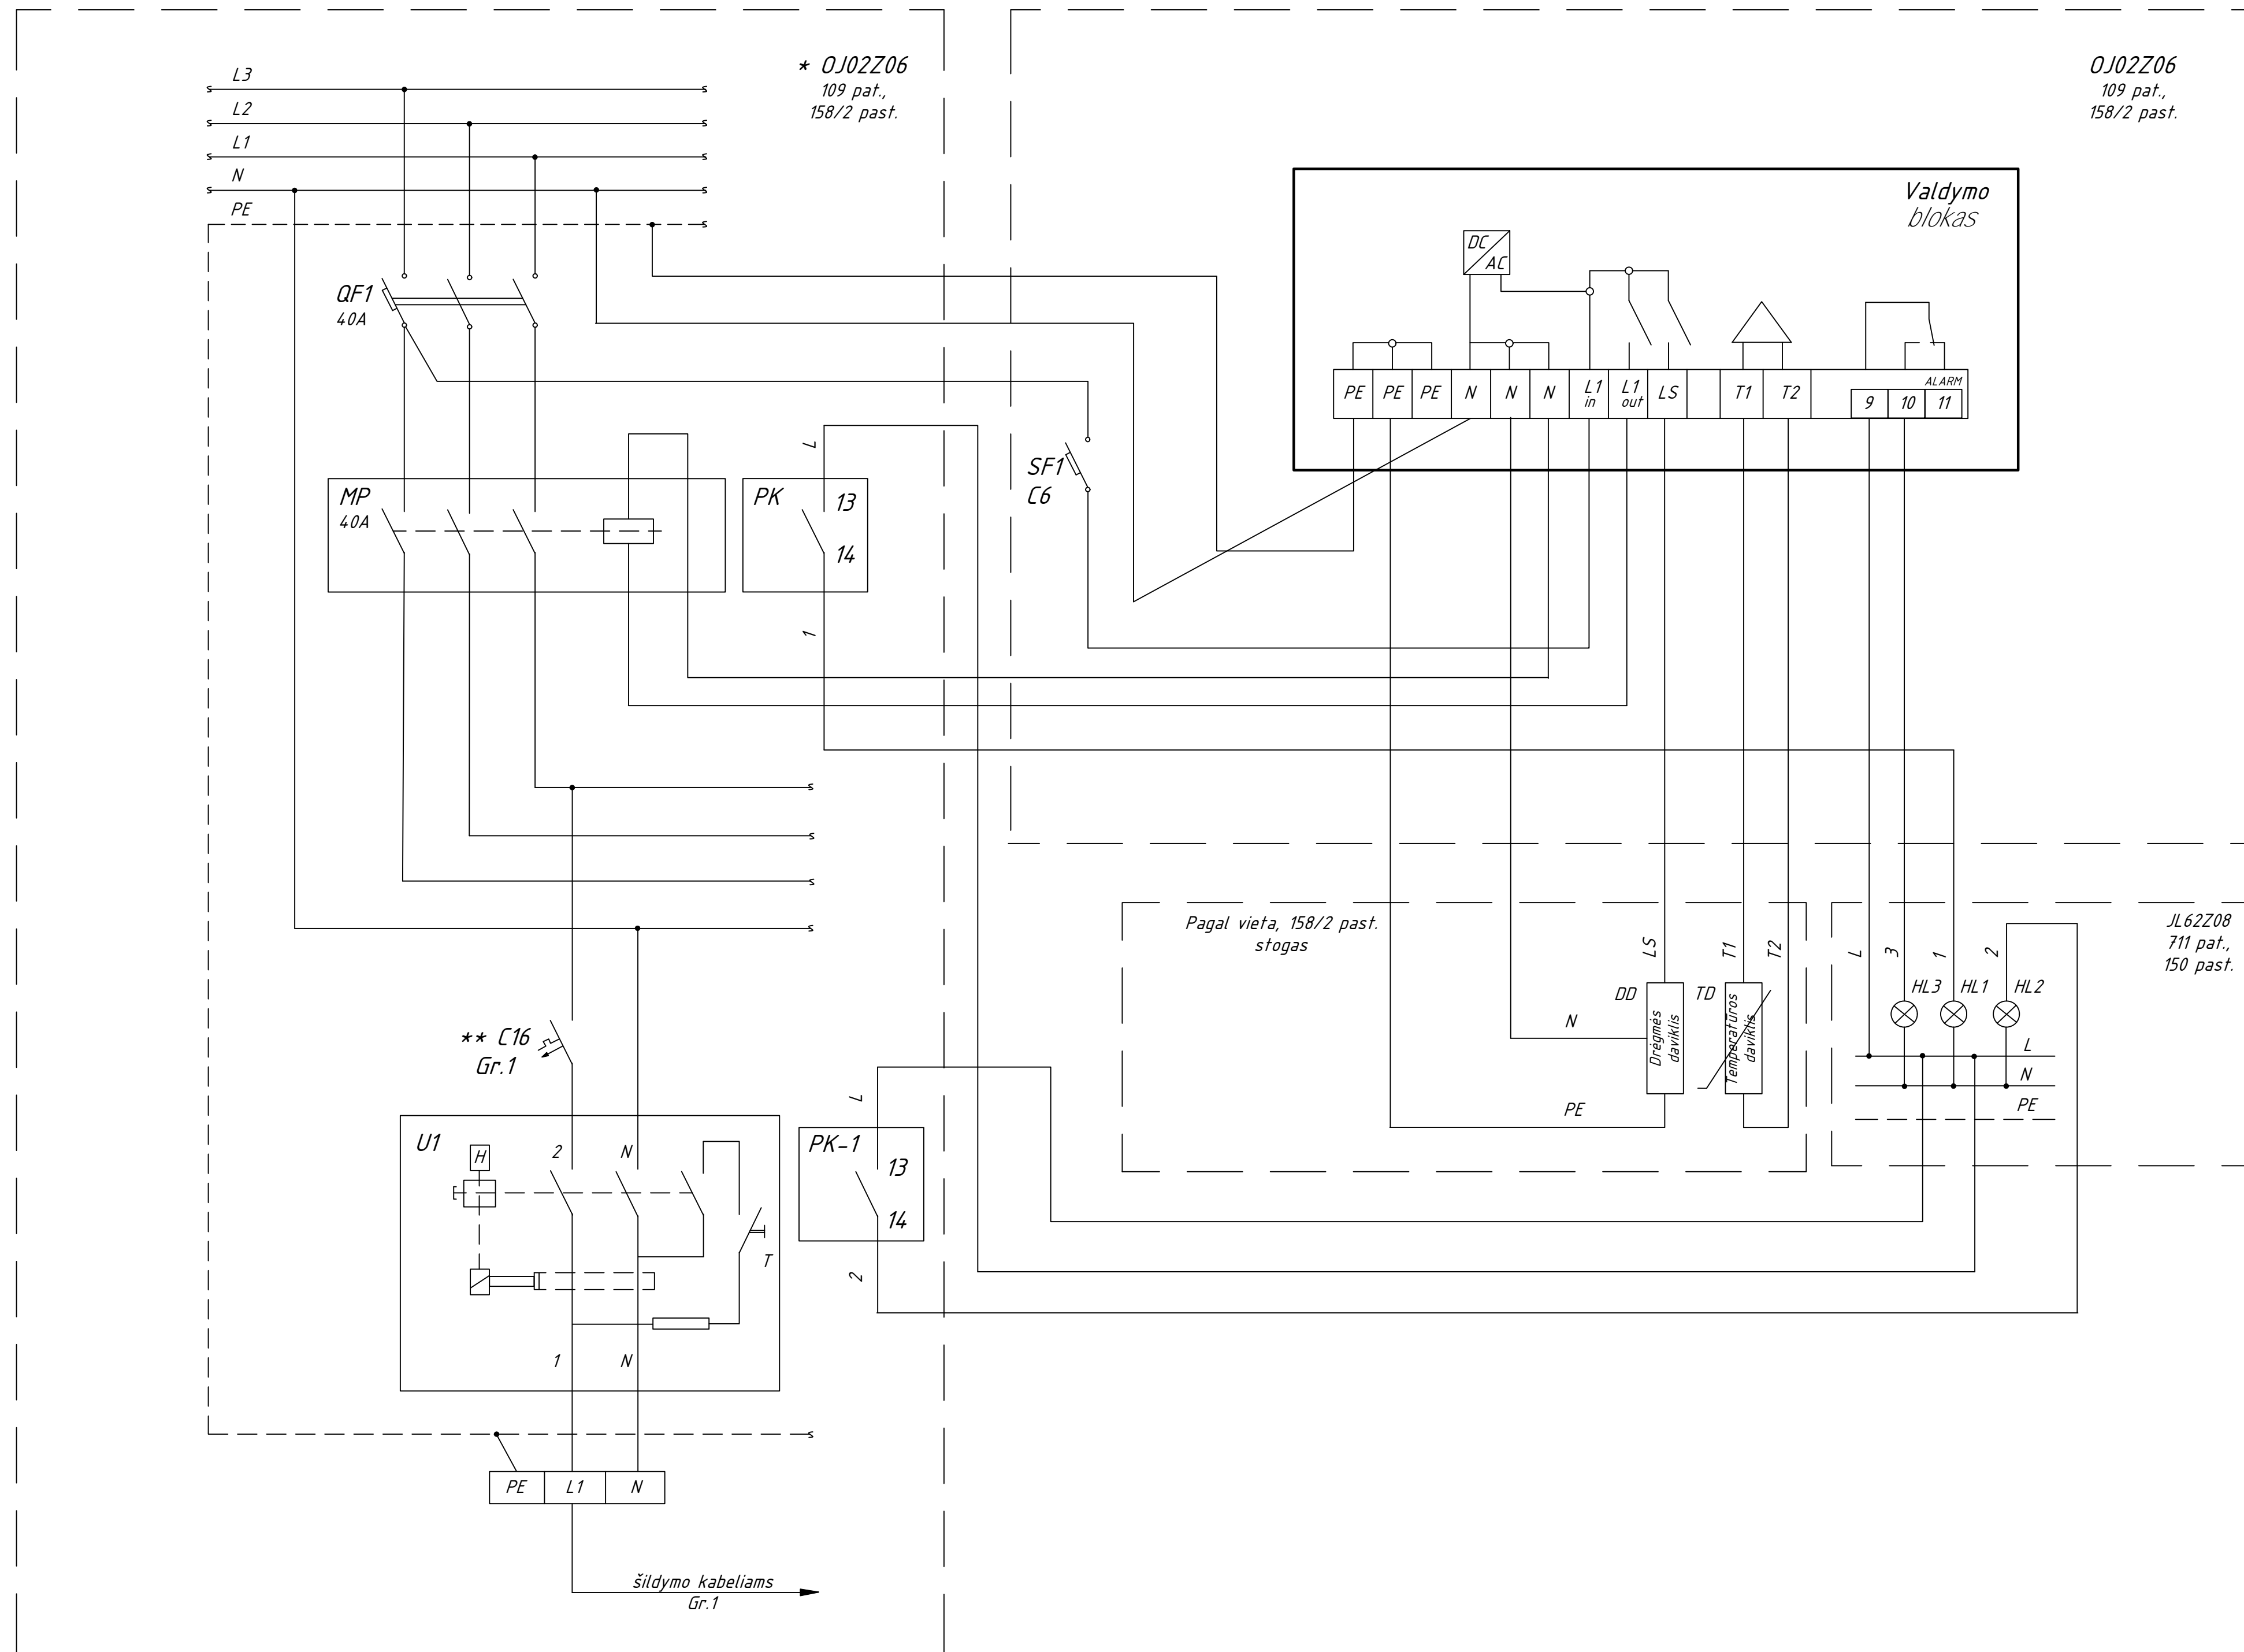 * OJ02Z06
109 pat.,
158/2 past.
L3
L2
L1
N
PE
QF1
40A
MP
40A
PK
L
13
14
1
SF1
C6
OJ02Z06
109 pat.,
158/2 past.
Valdymo
blokas
DC
AC
PE PE PE N N N L1 in L1 out LS T1 T2
ALARM
9 10 11
Pagal vieta, 158/2 past.
stogas
LS
T1
T2
DD
TD
Drėgmės
daviklis
Temperatūros
daviklis
N
PE
JL62Z08
711 pat.,
150 past.
L
3
1
2
HL3
HL1
HL2
L
N
PE
** C16
Gr.1
U1
H
2
N
T
1
N
PK-1
L
13
14
2
PE L1 N
šildymo kabeliams
Gr.1